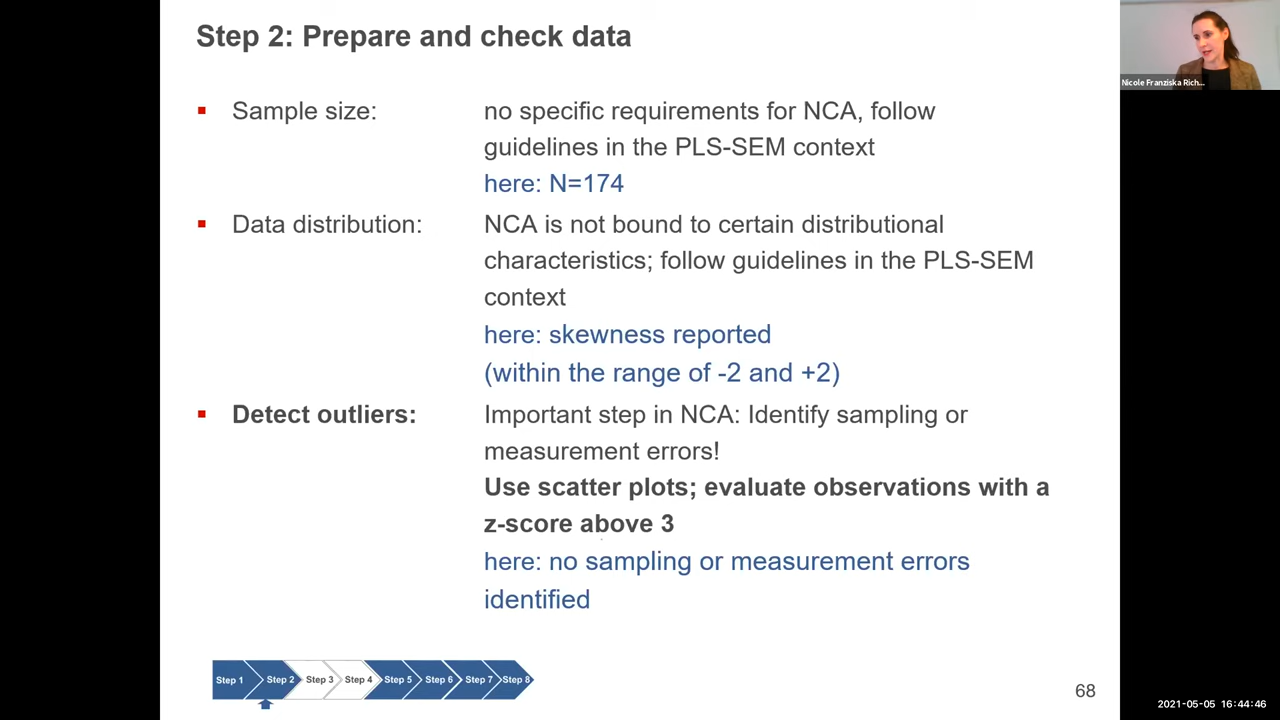 Step 2: Prepare and check data
Nicole Franziska Rich...
Sample size:
no specific requirements for NCA, follow
guidelines in the PLS-SEM context
here: N=174
Data distribution:
NCA is not bound to certain distributional
characteristics; follow guidelines in the PLS-SEM
context
here: skewness reported
(within the range of -2 and +2)
Detect outliers:
Important step in NCA: Identify sampling or
measurement errors!
Use scatter plots; evaluate observations with a
z-score above 3
here: no sampling or measurement errors
identified
Step 1 Step 2 Step 3 Step 4 Step 5 Step 6 Step 7 Step 8
68
2021-05-05 16:44:46